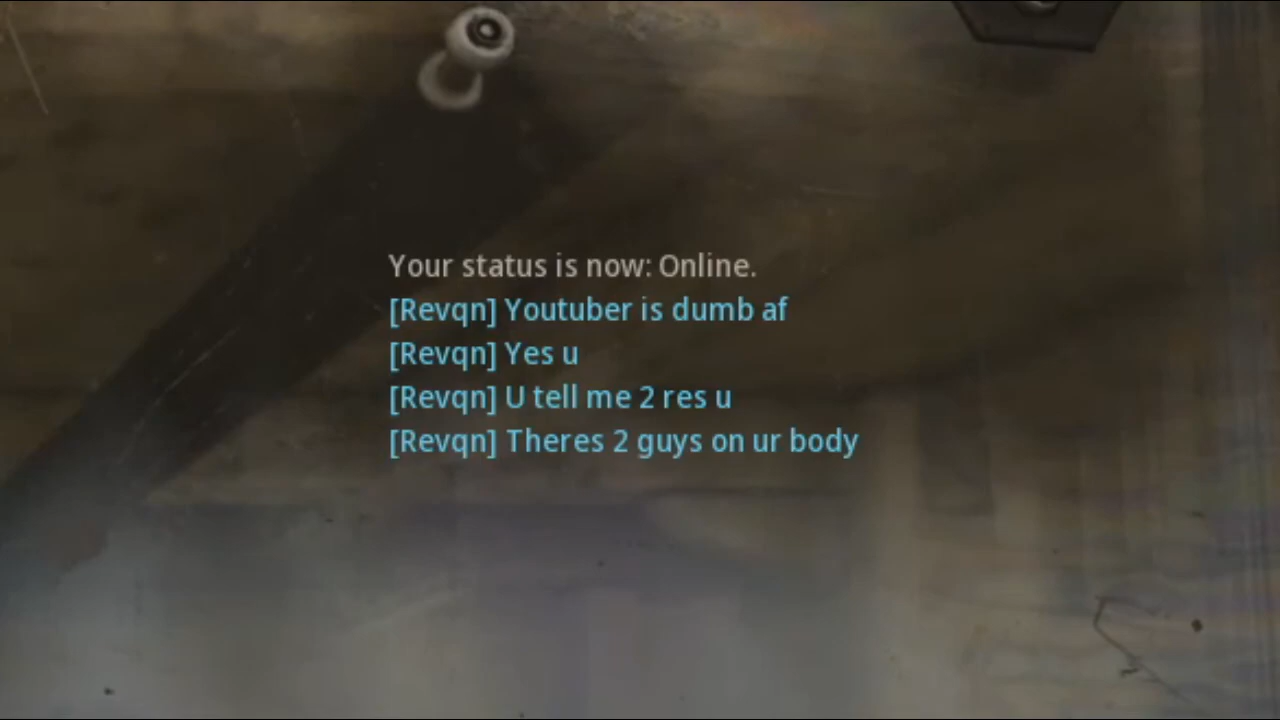 Your status is now: Online.
[Revqn] Youtuber is dumb af
[Revqn] Yes u
[Revqn] U tell me 2 res u
[Revqn] Theres 2 guys on ur body